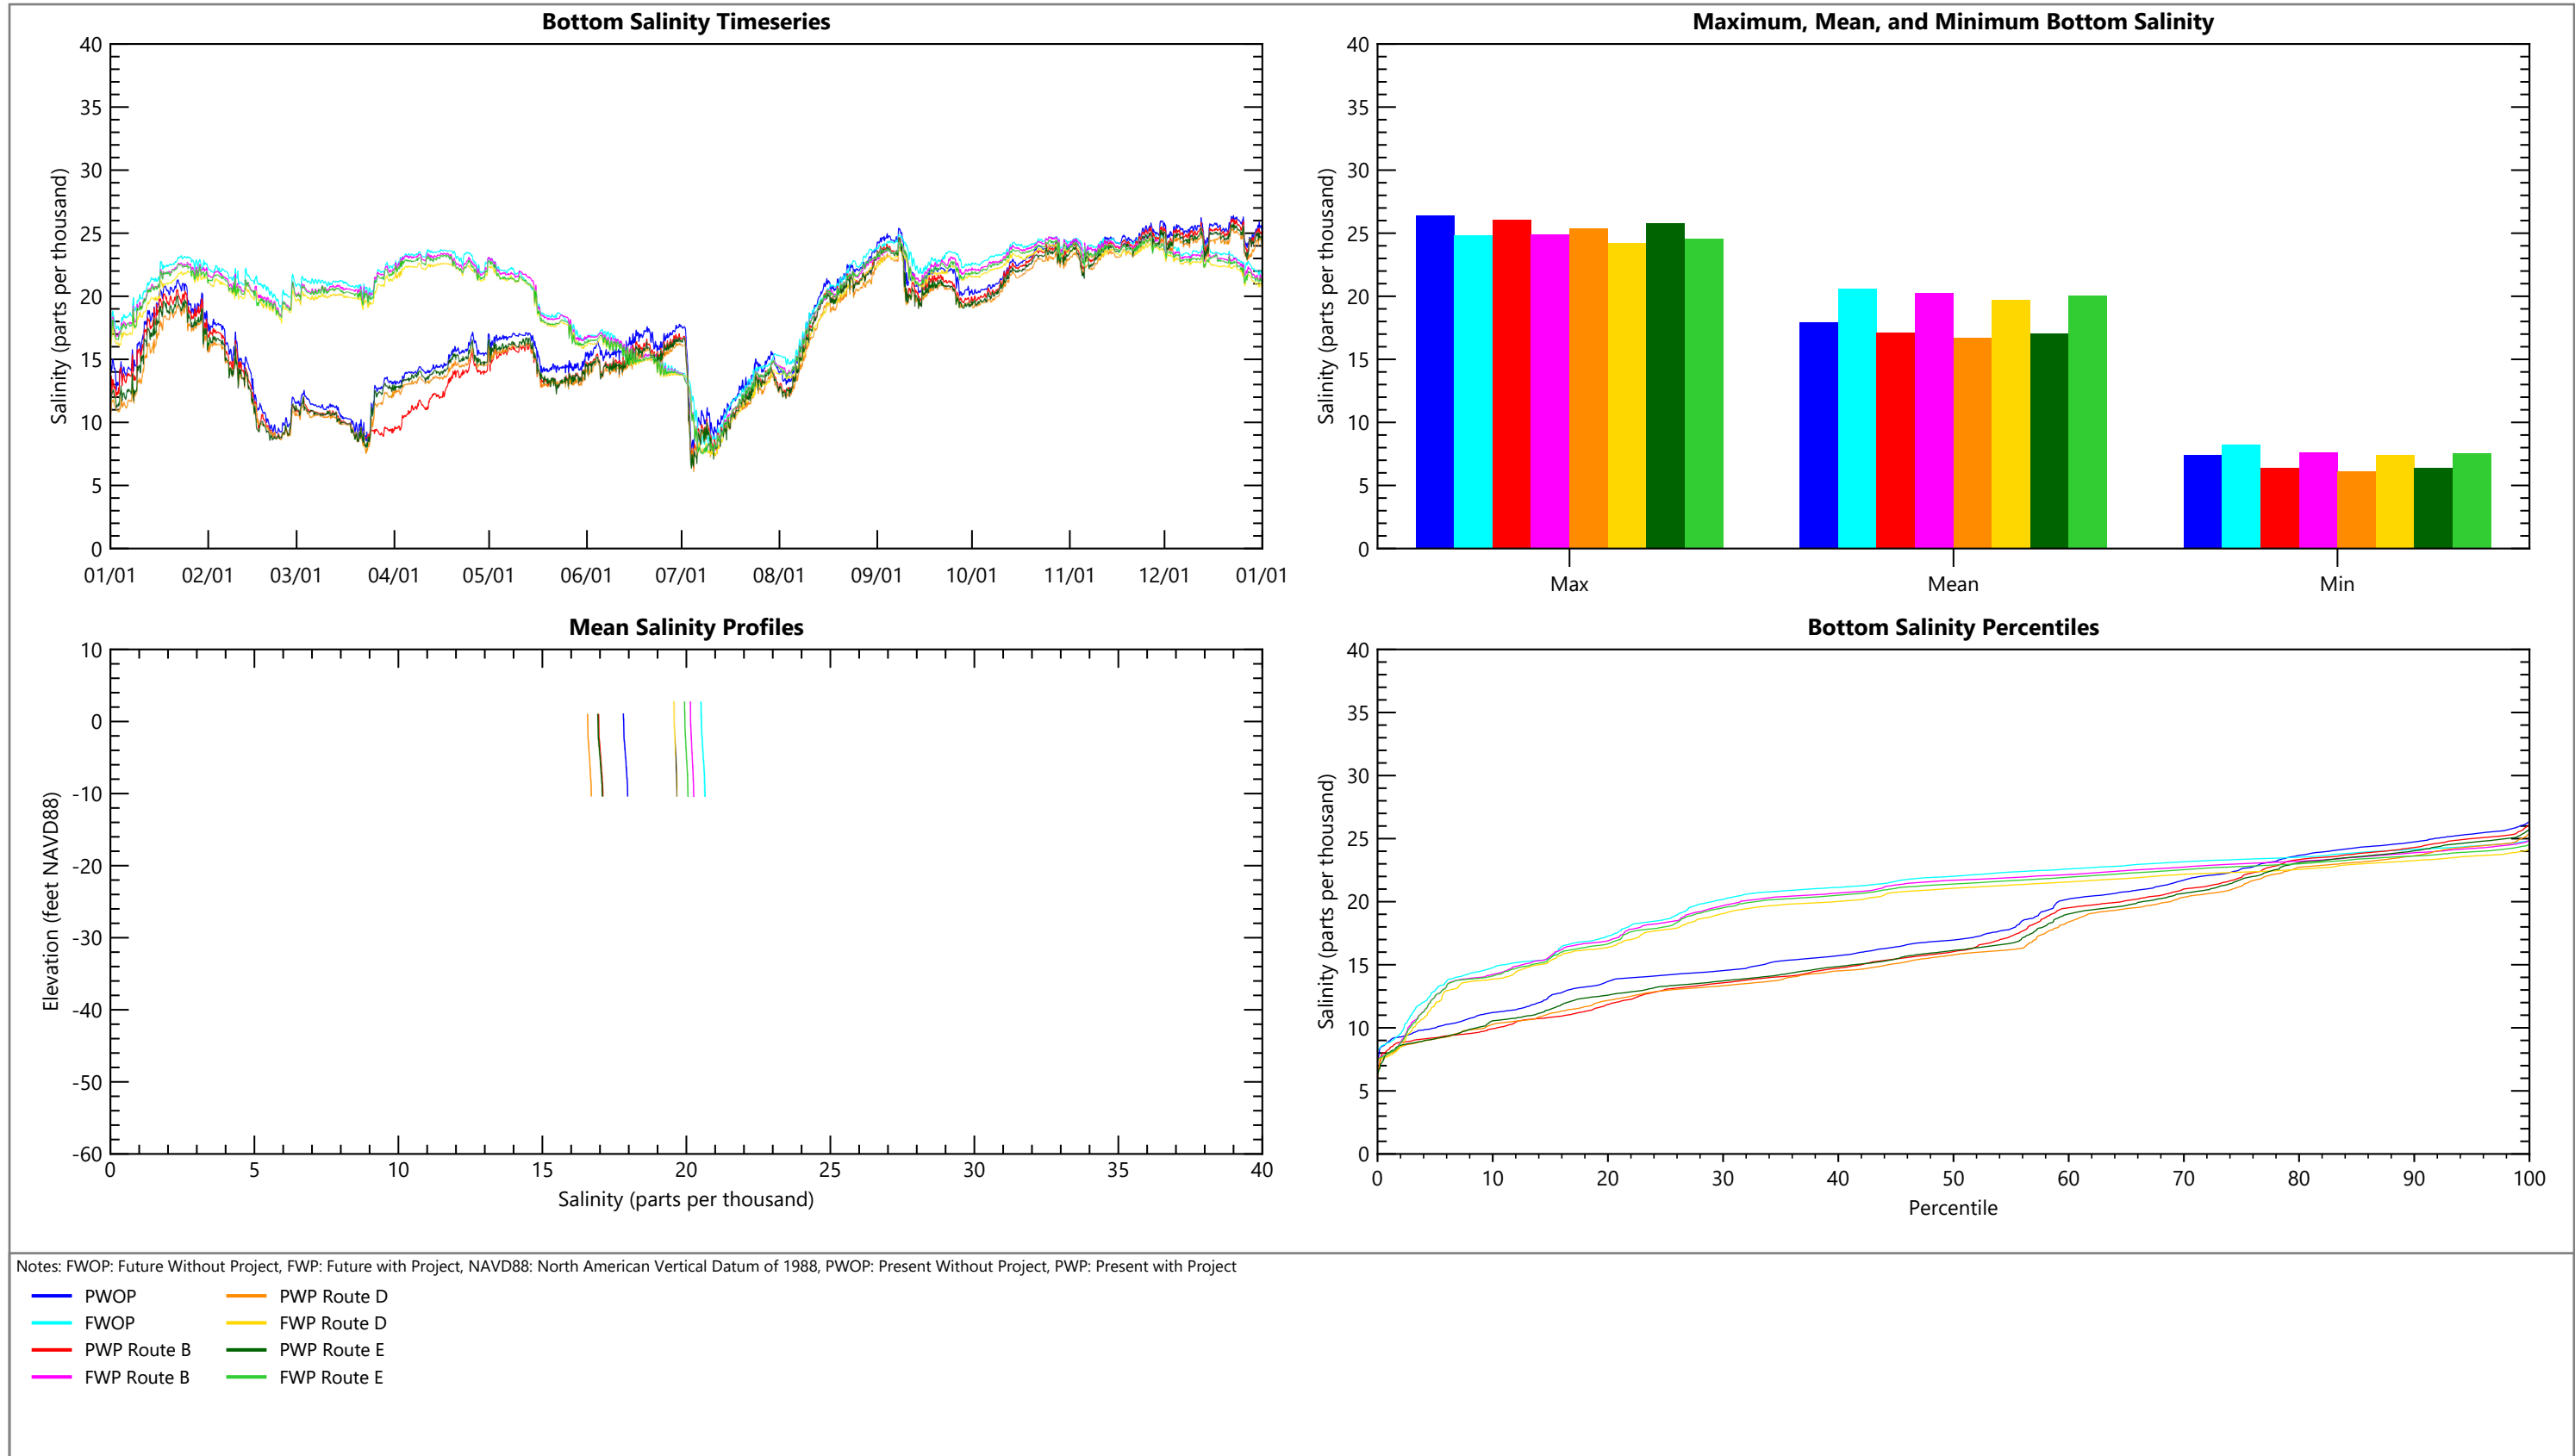 Bottom Salinity Timeseries
40
35
30
25
20
15
10
5
0
Salinity (parts per thousand)
01/01 02/01 03/01 04/01 05/01 06/01 07/01 08/01 09/01 10/01 11/01 12/01 01/01
Maximum, Mean, and Minimum Bottom Salinity
40
35
30
25
20
15
10
5
0
Salinity (parts per thousand)
Max Mean Min
Mean Salinity Profiles
10
0
-10
-20
-30
-40
-50
-60
Elevation (feet NAVD88)
0 5 10 15 20 25 30 35 40
Salinity (parts per thousand)
Bottom Salinity Percentiles
40
35
30
25
20
15
10
5
0
Salinity (parts per thousand)
0 10 20 30 40 50 60 70 80 90 100
Percentile
Notes: FWOP: Future Without Project, FWP: Future with Project, NAVD88: North American Vertical Datum of 1988, PWOP: Present Without Project, PWP: Present with Project
PWOP
FWOP
PWP Route B
FWP Route B
PWP Route D
FWP Route D
PWP Route E
FWP Route E